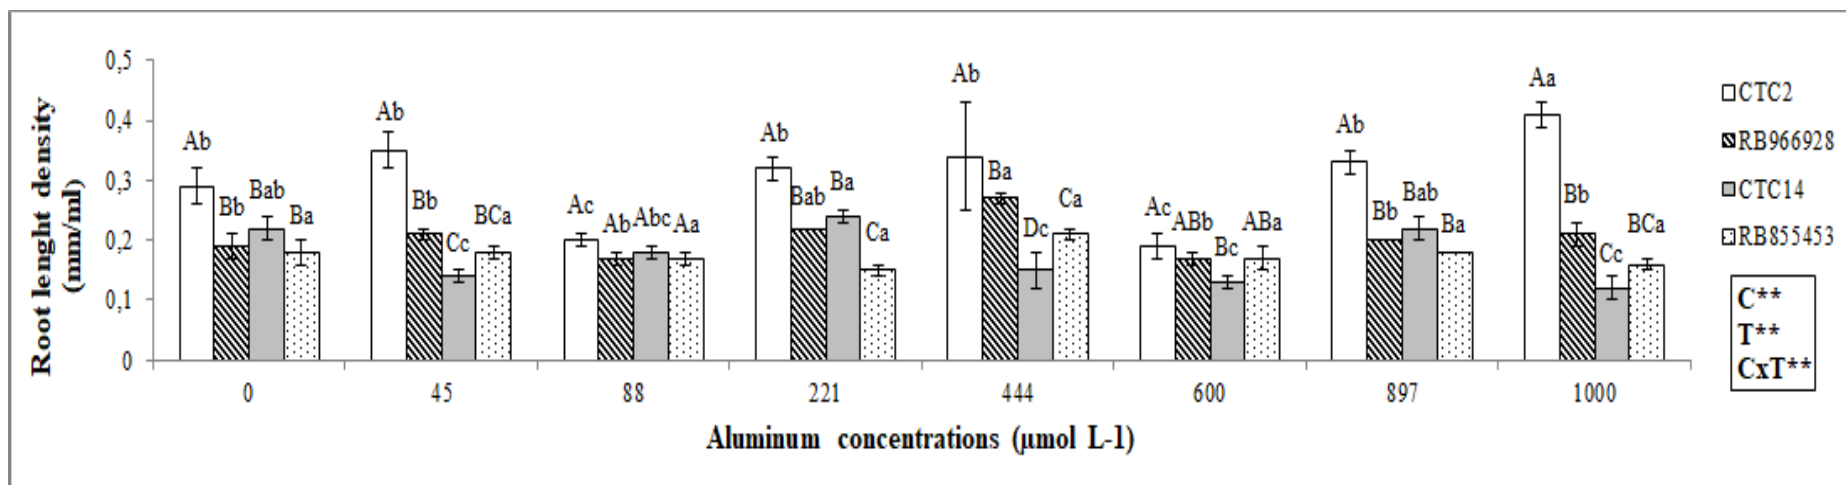 Root lenght density
(mm/ml)
0,5
0,4
0,3
0,2
0,1
0
Ab Bb Bab Ba
Ab Bb Cc BCa
Ac Ab Abc Aa
Ab Bab Ba Ca
Ab Ba Dc Ca
Ac ABb Bc ABa
Ab Bb Bab Ba
Aa Bb Cc BCa
0 45 88 221 444 600 897 1000
Aluminum concentrations (µmol L-1)
CTC2
RB966928
CTC14
RB855453
C**
T**
CxT**